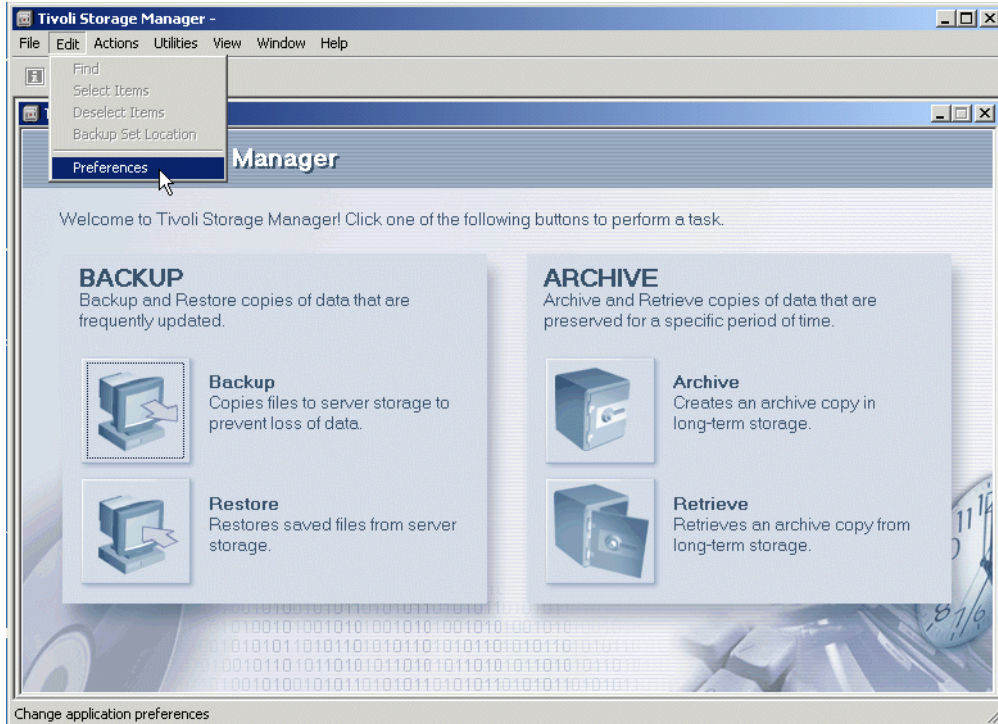 Tivoli Storage Manager -
File Edit Actions Utilities View Window Help
Find
Select Items
Deselect Items
Backup Set Location
Preferences
Manager
Welcome to Tivoli Storage Manager! Click one of the following buttons to perform a task.
BACKUP
Backup and Restore copies of data that are
frequently updated.
Backup
Copies files to server storage to
prevent loss of data.
Restore
Restores saved files from server
storage.
ARCHIVE
Archive and Retrieve copies of data that are
preserved for a specific period of time.
Archive
Creates an archive copy in
long-term storage.
Retrieve
Retrieves an archive copy from
long-term storage.
Change application preferences